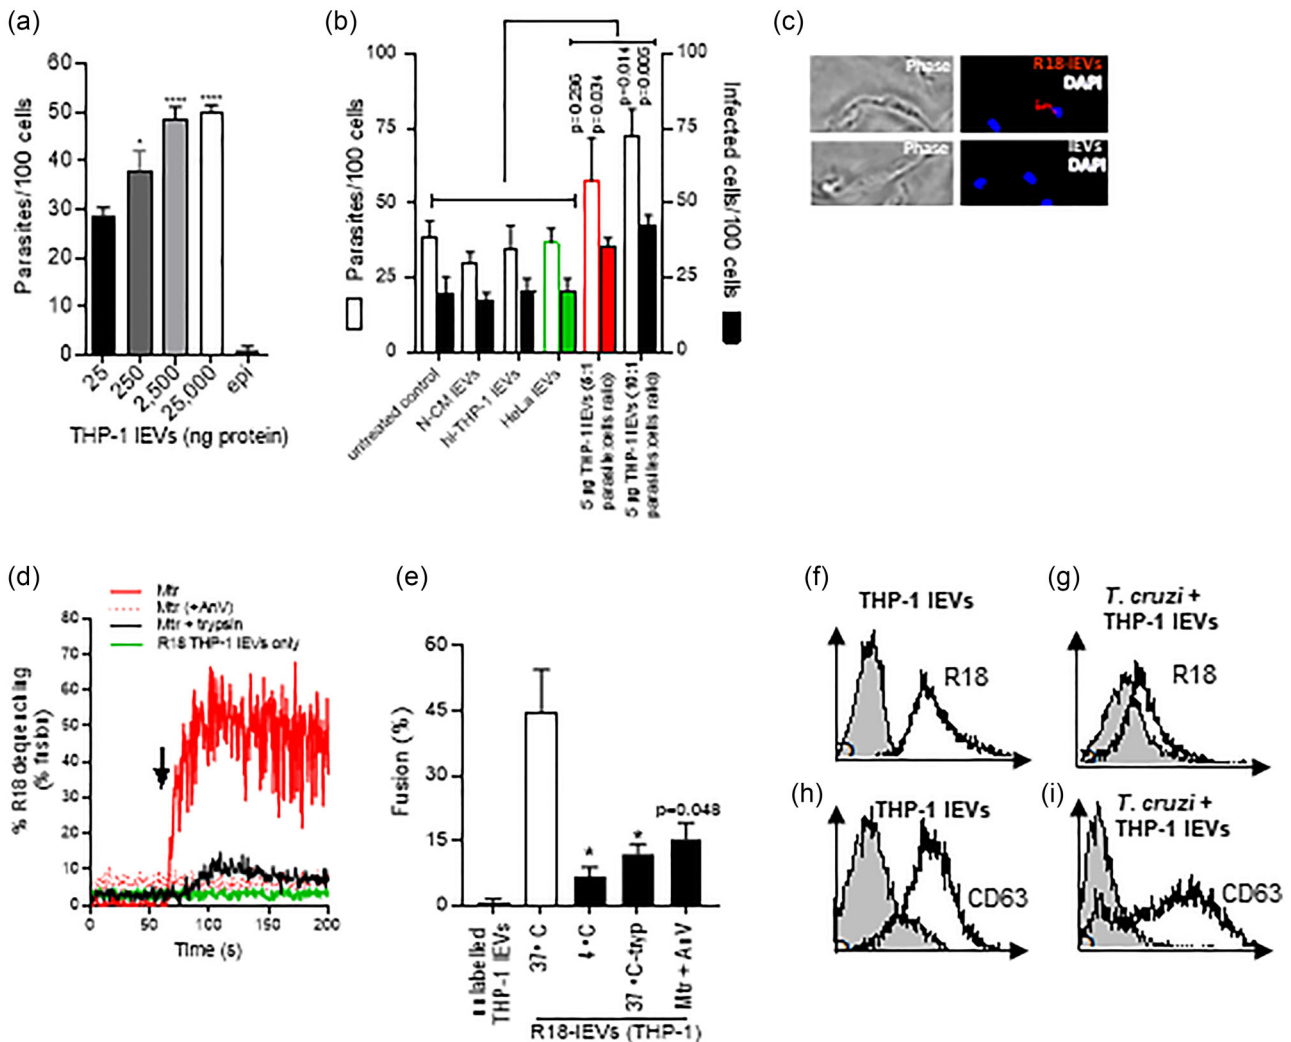 (a)
60
50
40
30
20
10
0
Parasites/100 cells
*
****
****
25
250
2,500
25,000
epi
THP-1 IEVs (ng protein)
(b)
100
75
50
25
0
Parasites/100 cells
100
75
50
25
0
Infected cells/100 cells
p=0.296
p=0.034
p=0.014
p=0.006
untreated control
N-CM IEVs
hi-THP-1 IEVs
HeLa IEVs
5 µg THP-1 IEVs (5:1
parasite:cells ratio)
5 µg THP-1 IEVs (10:1
parasites:cells ratio)
(c)
Phase
R18-IEVs
DAPI
Phase
IEVs
DAPI
(d)
Mtr
Mtr (+AnV)
Mtr + trypsin
R18 THP-1 IEVs only
80
70
60
50
40
30
20
10
0
% R18 dequenching
(% fusion)
0
50
100
150
200
Time (s)
(e)
60
45
30
15
0
Fusion (%)
*
*
p=0.048
unlabelled
THP-1 IEVs
37°C
4°C
37°C-tryp
Mtr + AnV
R18-IEVs (THP-1)
(f)
THP-1 IEVs
R18
(g)
T. cruzi +
THP-1 IEVs
R18
(h)
THP-1 IEVs
CD63
(i)
T. cruzi +
THP-1 IEVs
CD63